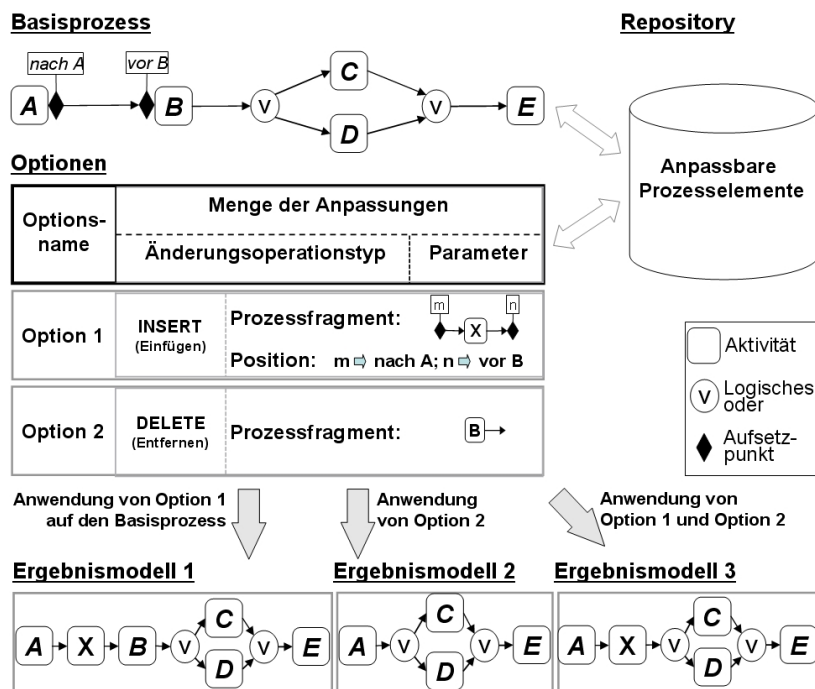 Basisprozess
Repository
nach A
vor B
A
B
V
C
D
V
E
Anpassbare
Prozesselemente
Optionen
Options-
name
Menge der Anpassungen
Änderungsoperationstyp
Parameter
Option 1
INSERT
(Einfügen)
Prozessfragment:
m
n
X
Position: m ⇨ nach A; n ⇨ vor B
Option 2
DELETE
(Entfernen)
Prozessfragment:
B
Aktivität
V
Logisches
oder
Aufsetz-
punkt
Anwendung von Option 1
auf den Basisprozess
Anwendung
von Option 2
Anwendung von
Option 1 und Option 2
Ergebnismodell 1
A
X
B
V
C
D
V
E
Ergebnismodell 2
A
V
C
D
V
E
Ergebnismodell 3
A
X
V
C
D
V
E